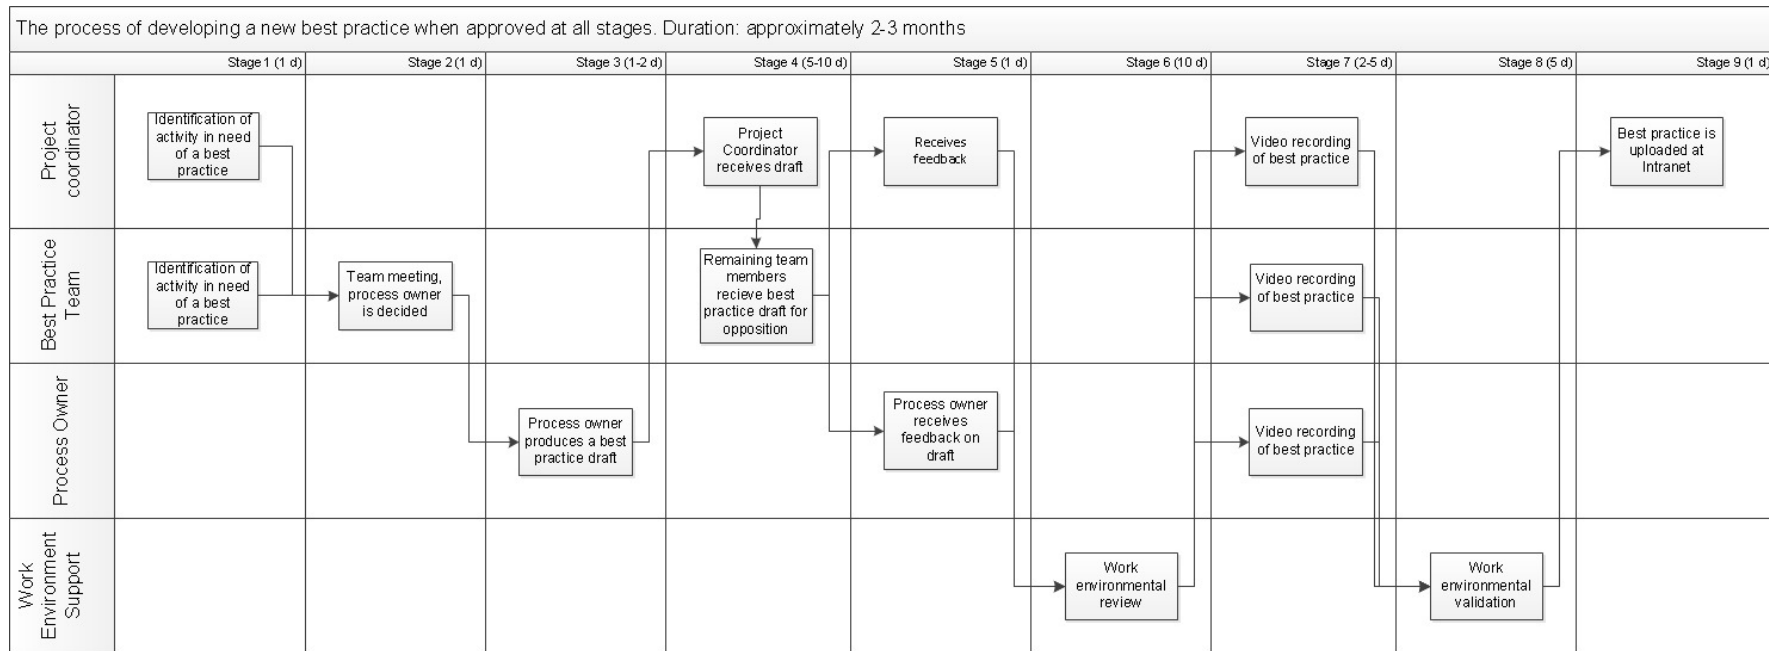 The process of developing a new best practice when approved at all stages. Duration: approximately 2-3 months
Stage 1 (1 d)
Stage 2 (1 d)
Stage 3 (1-2 d)
Stage 4 (5-10 d)
Stage 5 (1 d)
Stage 6 (10 d)
Stage 7 (2-5 d)
Stage 8 (5 d)
Stage 9 (1 d)
Project
coordinator
Identification of
activity in need
of a best
practice
Project
Coordinator
receives draft
Receives
feedback
Video recording
of best practice
Best practice is
uploaded at
Intranet
Best Practice
Team
Identification of
activity in need
of a best
practice
Team meeting,
process owner
is decided
Remaining team
members
recieve best
practice draft for
opposition
Video recording
of best practice
Process Owner
Process owner
produces a best
practice draft
Process owner
receives
feedback on
draft
Video recording
of best practice
Work
Environment
Support
Work
environmental
review
Work
environmental
validation